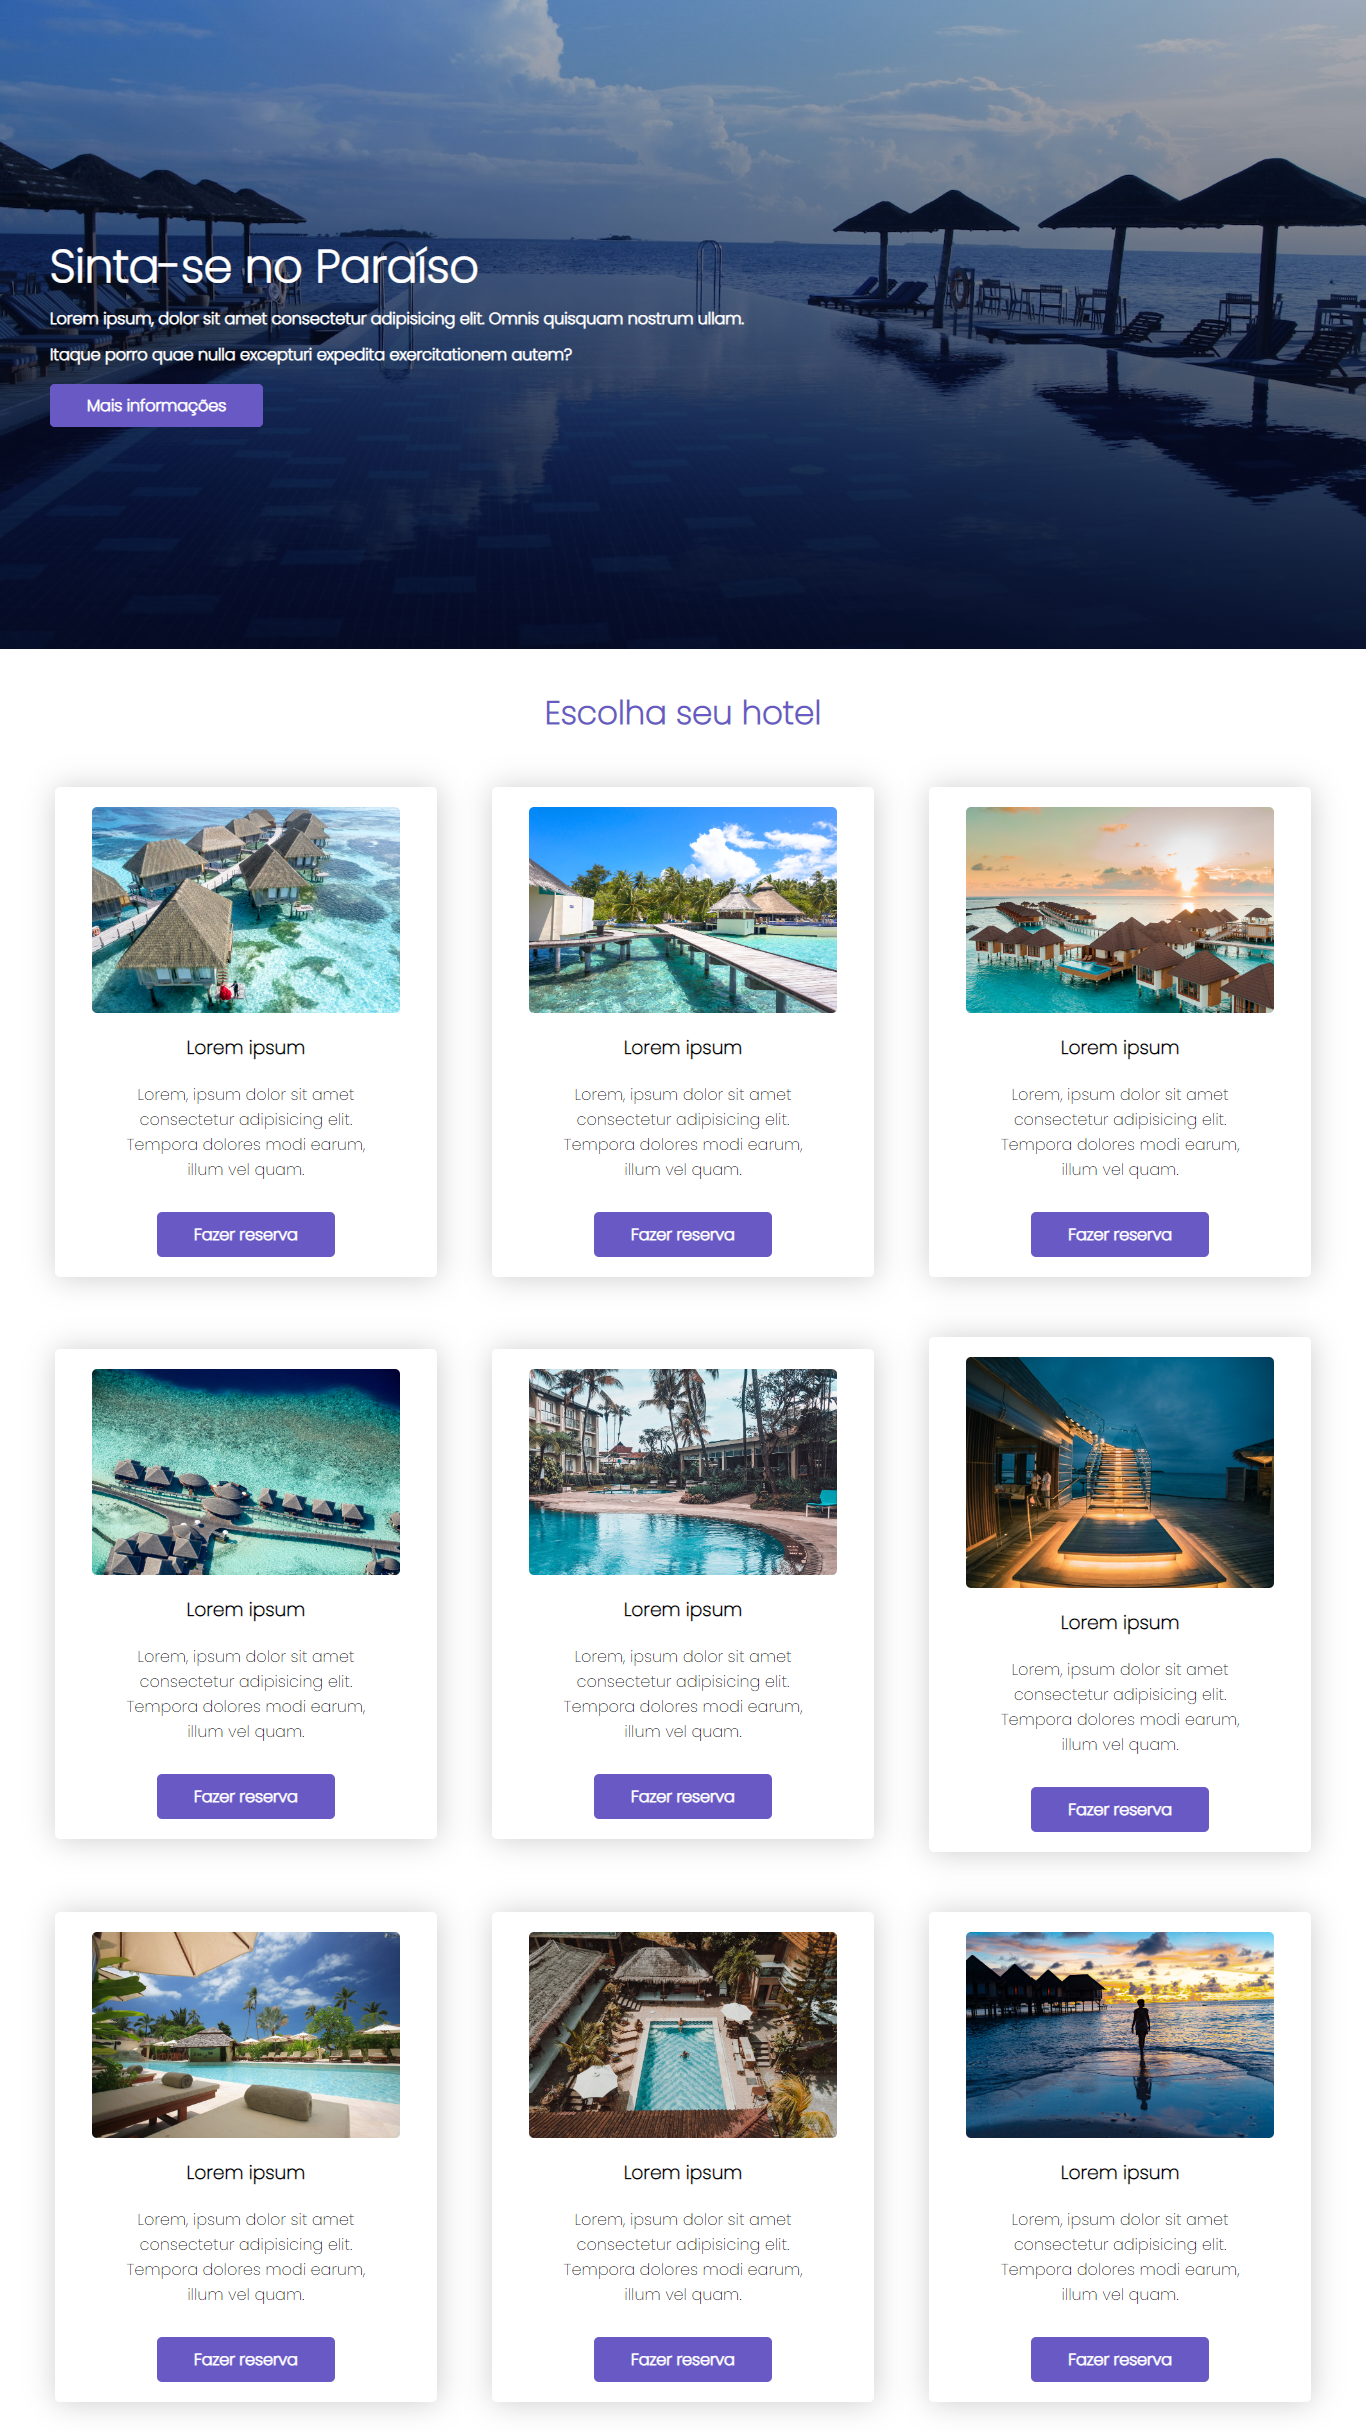 Sinta-se no Paraíso
Lorem ipsum, dolor sit amet consectetur adipisicing elit. Omnis quisquam nostrum ullam.
Itaque porro quae nulla excepturi expedita exercitationem autem?
Mais informações
Escolha seu hotel
Lorem ipsum
Lorem, ipsum dolor sit amet
consectetur adipisicing elit.
Tempora dolores modi earum,
illum vel quam.
Fazer reserva
Lorem ipsum
Lorem, ipsum dolor sit amet
consectetur adipisicing elit.
Tempora dolores modi earum,
illum vel quam.
Fazer reserva
Lorem ipsum
Lorem, ipsum dolor sit amet
consectetur adipisicing elit.
Tempora dolores modi earum,
illum vel quam.
Fazer reserva
Lorem ipsum
Lorem, ipsum dolor sit amet
consectetur adipisicing elit.
Tempora dolores modi earum,
illum vel quam.
Fazer reserva
Lorem ipsum
Lorem, ipsum dolor sit amet
consectetur adipisicing elit.
Tempora dolores modi earum,
illum vel quam.
Fazer reserva
Lorem ipsum
Lorem, ipsum dolor sit amet
consectetur adipisicing elit.
Tempora dolores modi earum,
illum vel quam.
Fazer reserva
Lorem ipsum
Lorem, ipsum dolor sit amet
consectetur adipisicing elit.
Tempora dolores modi earum,
illum vel quam.
Fazer reserva
Lorem ipsum
Lorem, ipsum dolor sit amet
consectetur adipisicing elit.
Tempora dolores modi earum,
illum vel quam.
Fazer reserva
Lorem ipsum
Lorem, ipsum dolor sit amet
consectetur adipisicing elit.
Tempora dolores modi earum,
illum vel quam.
Fazer reserva